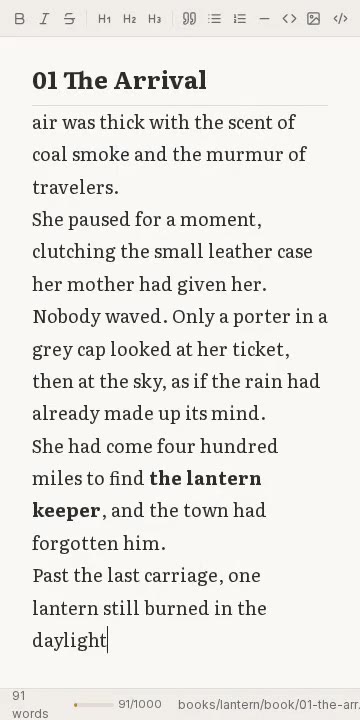 B I S H1 H2 H3
01 The Arrival
air was thick with the scent of
coal smoke and the murmur of
travelers.
She paused for a moment,
clutching the small leather case
her mother had given her.
Nobody waved. Only a porter in a
grey cap looked at her ticket,
then at the sky, as if the rain had
already made up its mind.
She had come four hundred
miles to find the lantern
keeper, and the town had
forgotten him.
Past the last carriage, one
lantern still burned in the
daylight
91 words
91/1000
books/lantern/book/01-the-arr